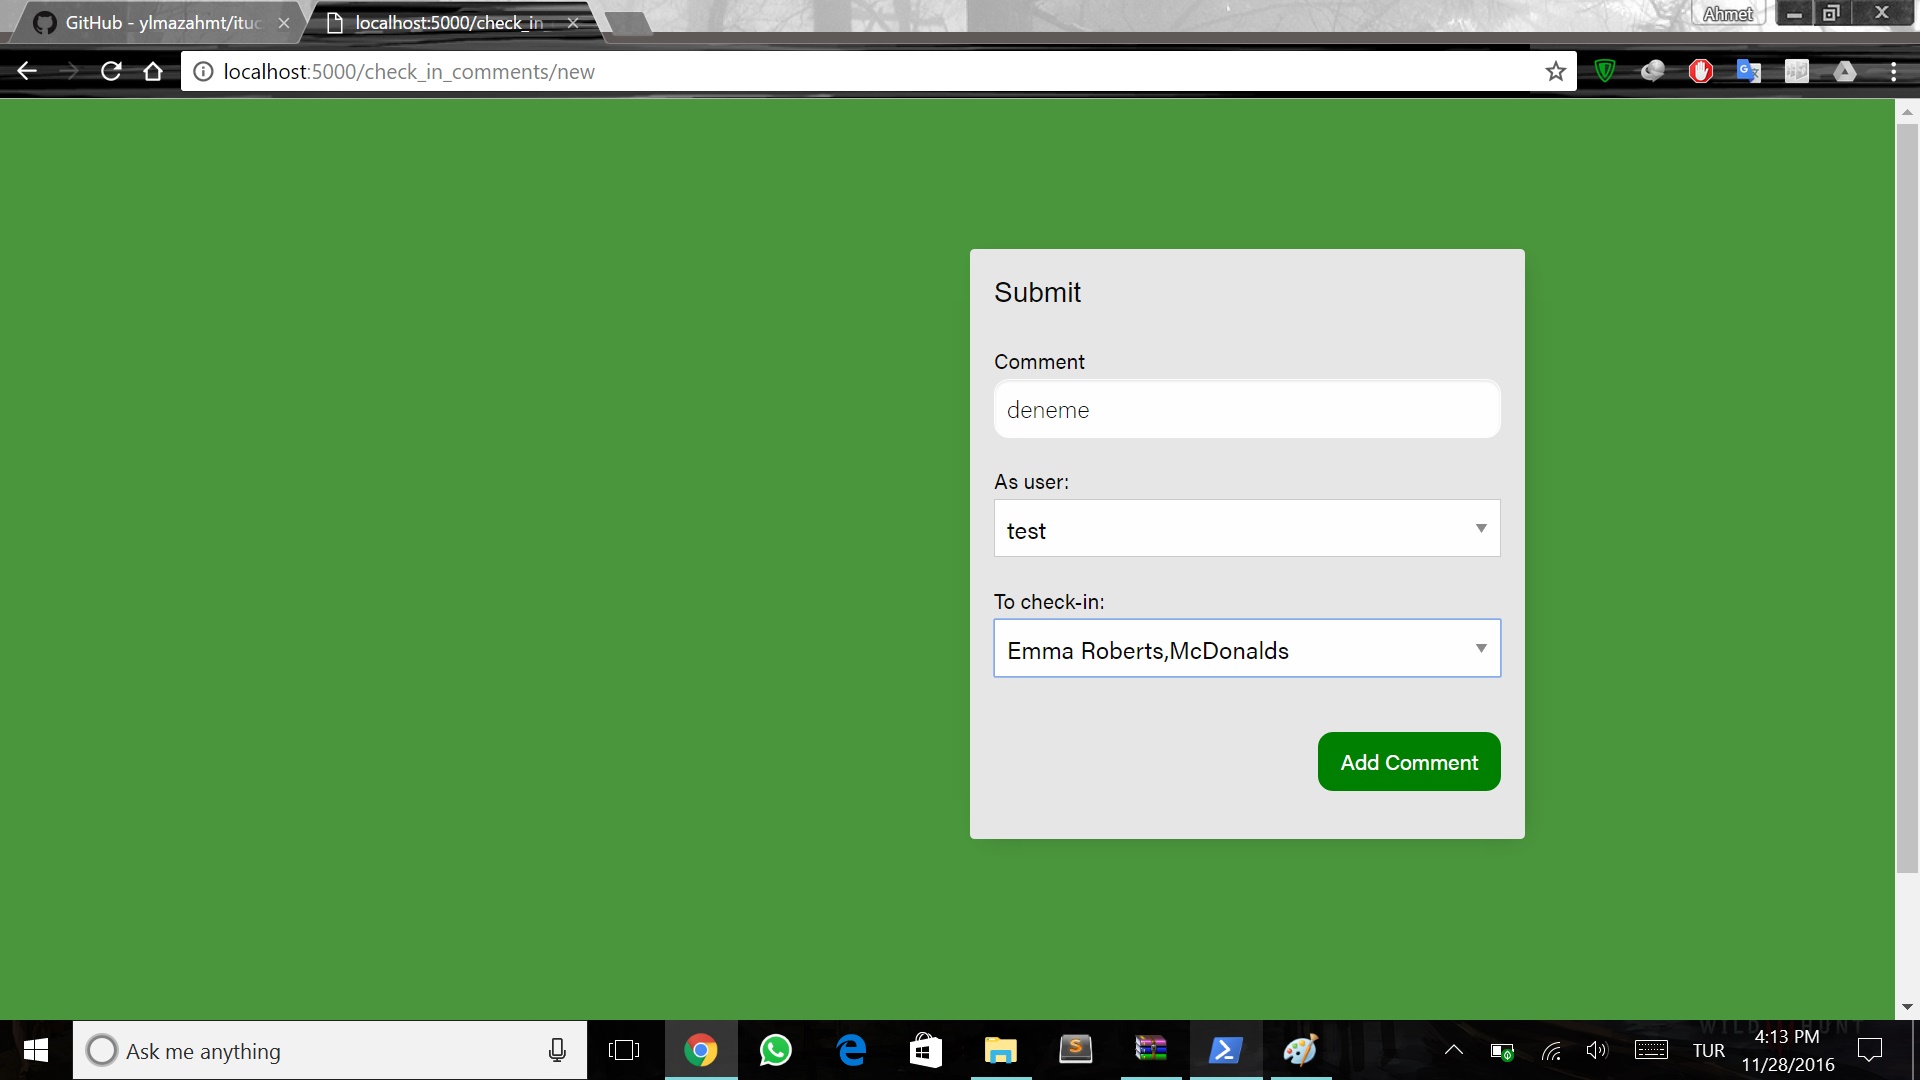 GitHub - ylmazahmt/ituc
localhost:5000/check_in_
Ahmet
localhost:5000/check_in_comments/new
Submit
Comment
deneme
As user:
test
To check-in:
Emma Roberts,McDonalds
Add Comment
Ask me anything
TUR
4:13 PM
11/28/2016